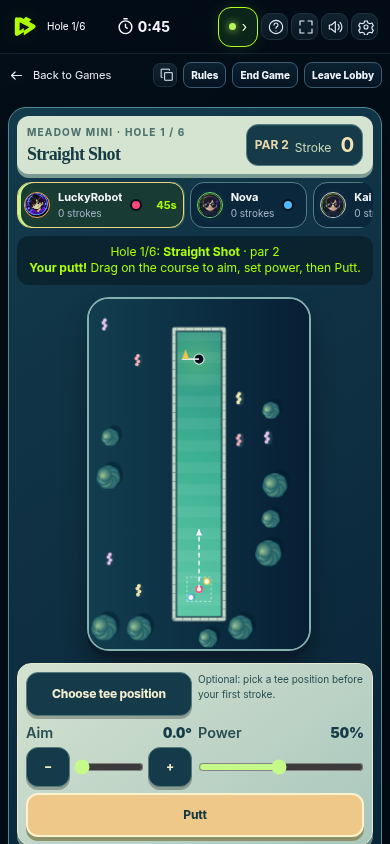 Hole 1/6
0:45
›
Back to Games
Rules
End Game
Leave Lobby
MEADOW MINI · HOLE 1 / 6
Straight Shot
PAR 2 Stroke 0
LuckyRobot
0 strokes
45s
Nova
0 strokes
Kai
0 st
Hole 1/6: Straight Shot · par 2
Your putt! Drag on the course to aim, set power, then Putt.
Choose tee position
Optional: pick a tee position before
your first stroke.
Aim 0.0° Power 50%
− +
Putt